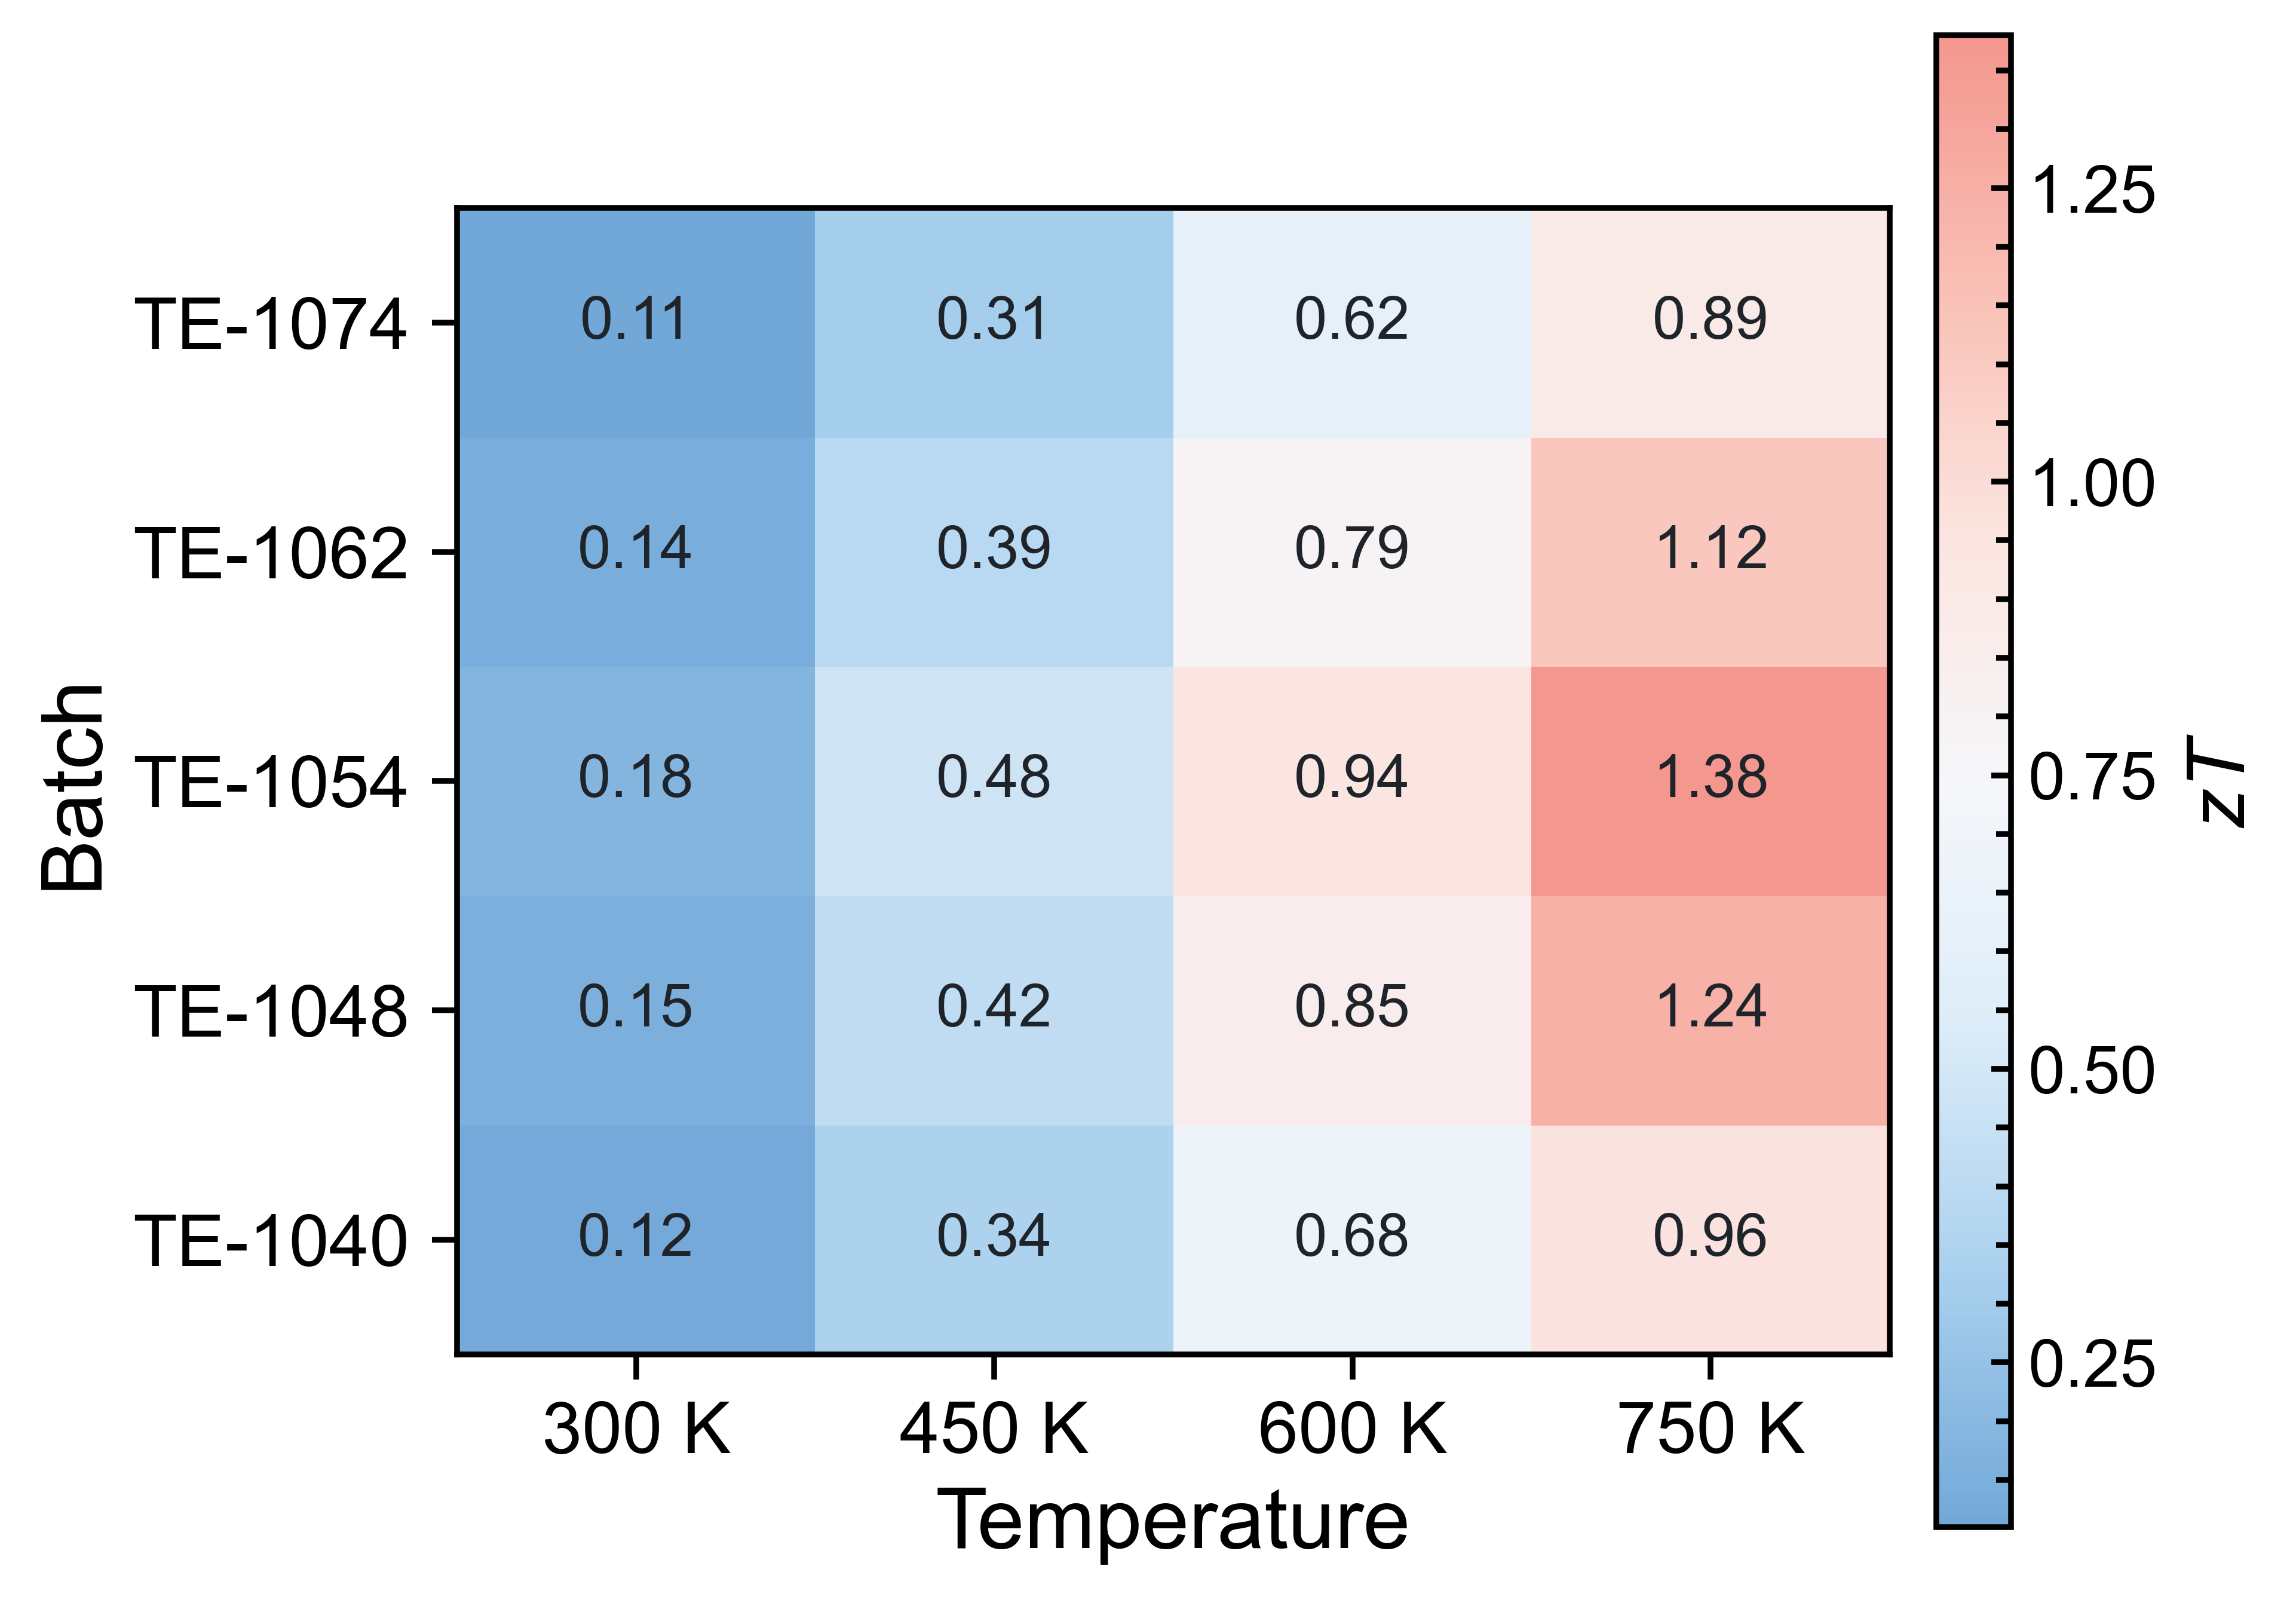 1.25
TE-1074 0.11 0.31 0.62 0.89
1.00
TE-1062 0.14 0.39 0.79 1.12
Batch
TE-1054 0.18 0.48 0.94 1.38
0.75
zT
TE-1048 0.15 0.42 0.85 1.24
0.50
TE-1040 0.12 0.34 0.68 0.96
0.25
300 K 450 K 600 K 750 K
Temperature